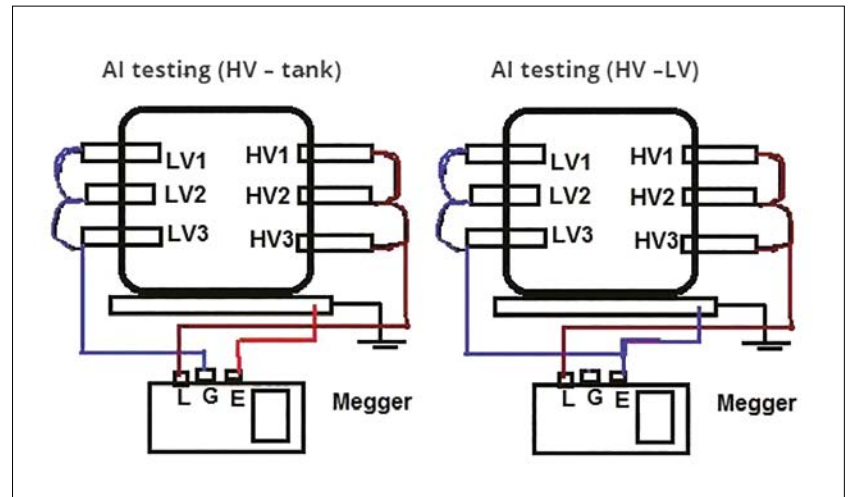 AI testing (HV – tank)
LV1
HV1
LV2
HV2
LV3
HV3
L G E
Megger
AI testing (HV –LV)
LV1
HV1
LV2
HV2
LV3
HV3
L G E
Megger